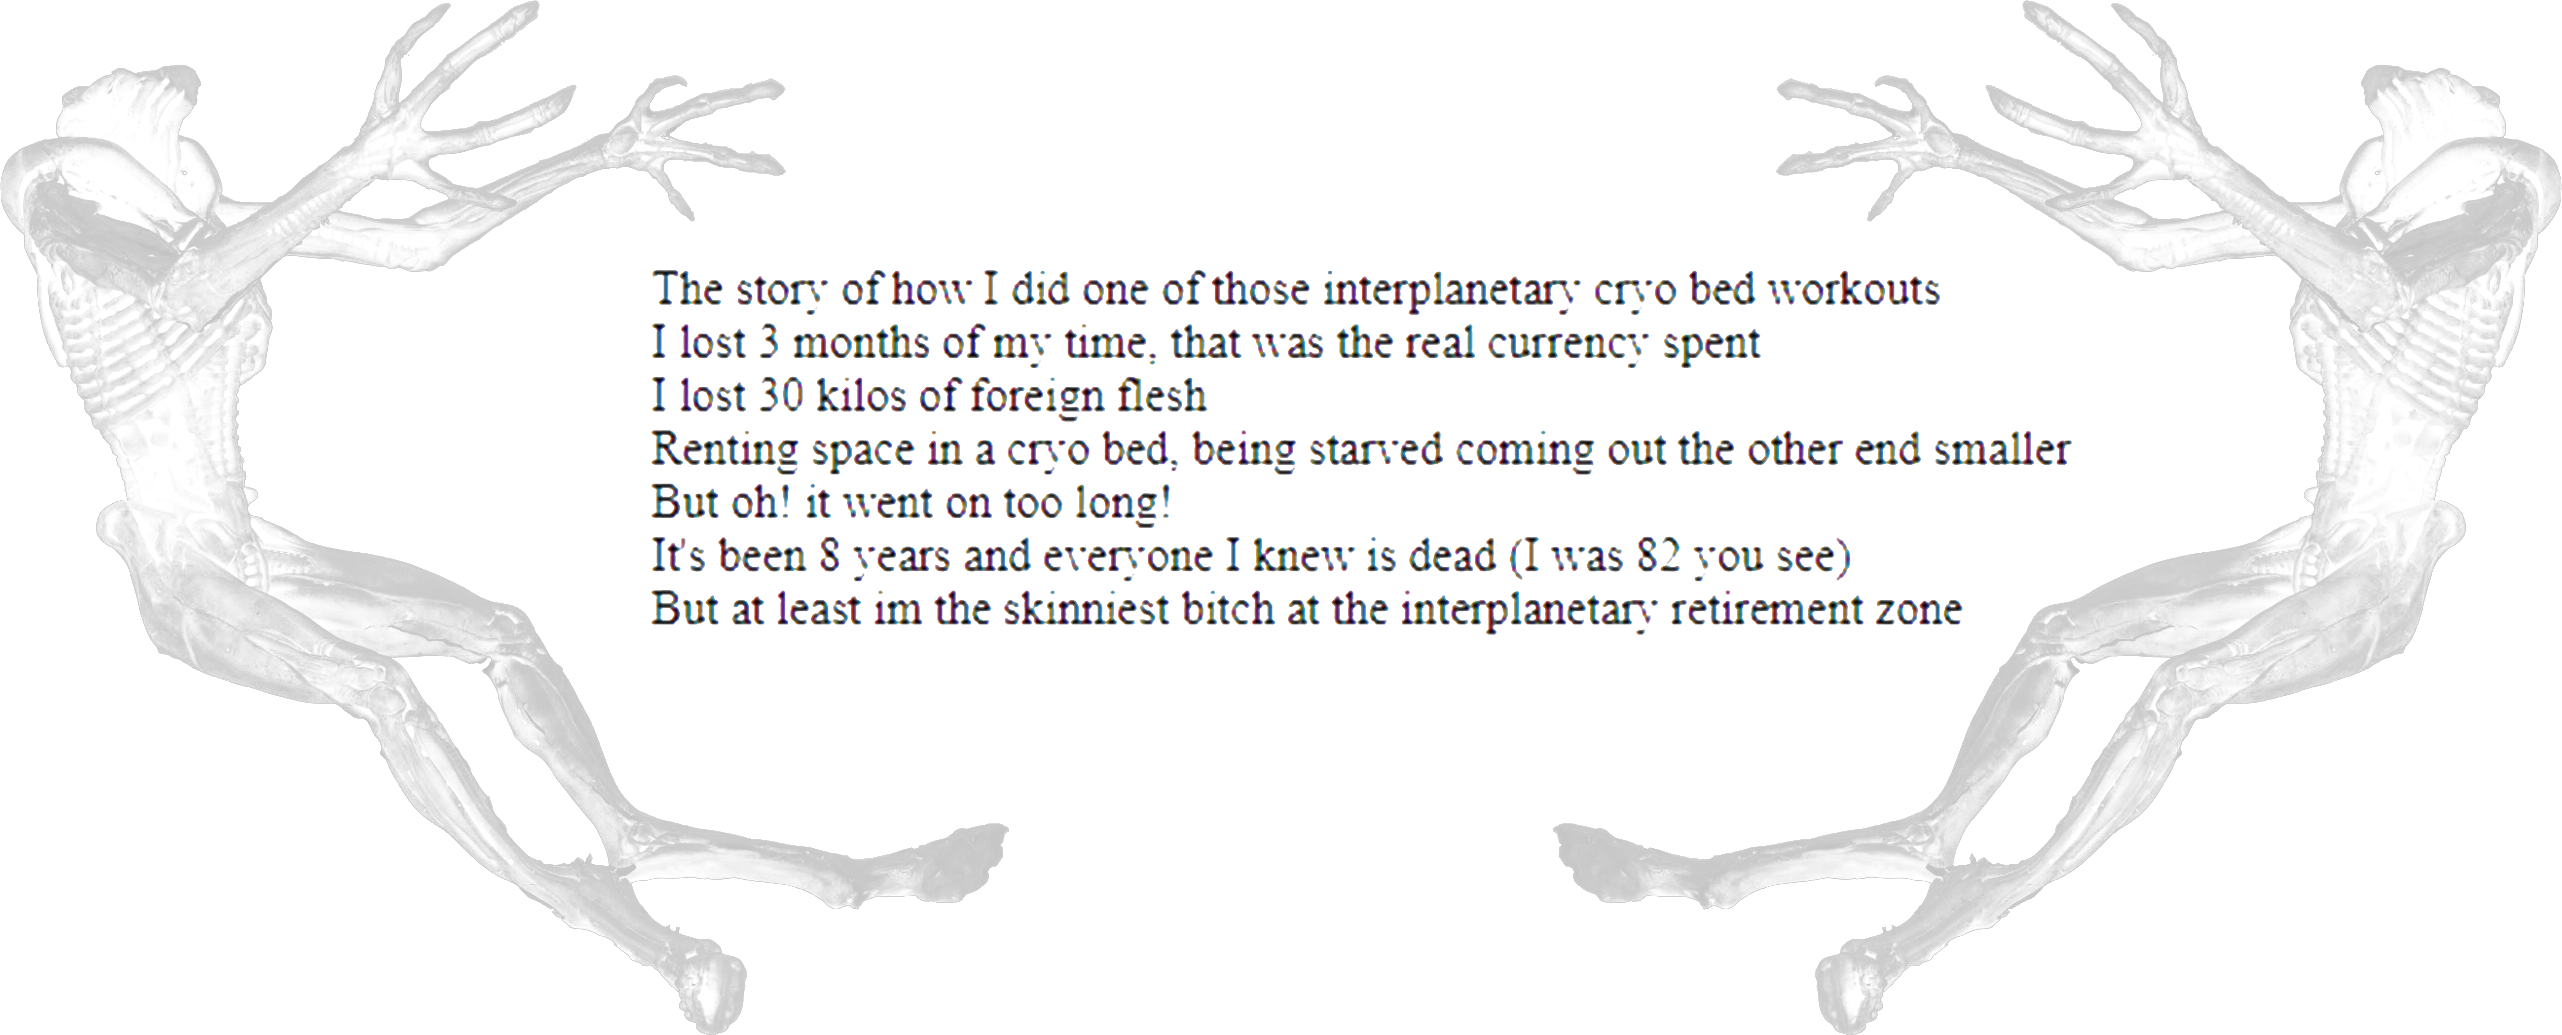 The story of how I did one of those interplanetary cryo bed workouts
I lost 3 months of my time, that was the real currency spent
I lost 30 kilos of foreign flesh
Renting space in a cryo bed, being starved coming out the other end smaller
But oh! it went on too long!
It's been 8 years and everyone I knew is dead (I was 82 you see)
But at least im the skinniest bitch at the interplanetary retirement zone